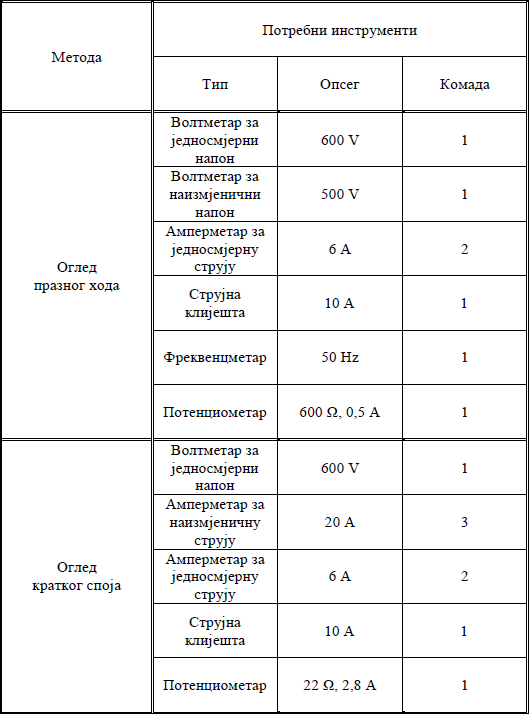 Метода
Потребни инструменти
Тип
Опсег
Комада
Оглед
празног хода
Волтметар за
једносмјерни
напон
600 V
1
Волтметар за
наизмјенични
напон
500 V
1
Амперметар за
једносмјерну
струју
6 A
2
Струјна
клијешта
10 A
1
Фреквенцметар
50 Hz
1
Потенциометар
600 Ω, 0,5 A
1
Оглед
кратког споја
Волтметар за
једносмјерни
напон
600 V
1
Амперметар за
наизмјеничну
струју
20 A
3
Амперметар за
једносмјерну
струју
6 A
2
Струјна
клијешта
10 A
1
Потенциометар
22 Ω, 2,8 A
1